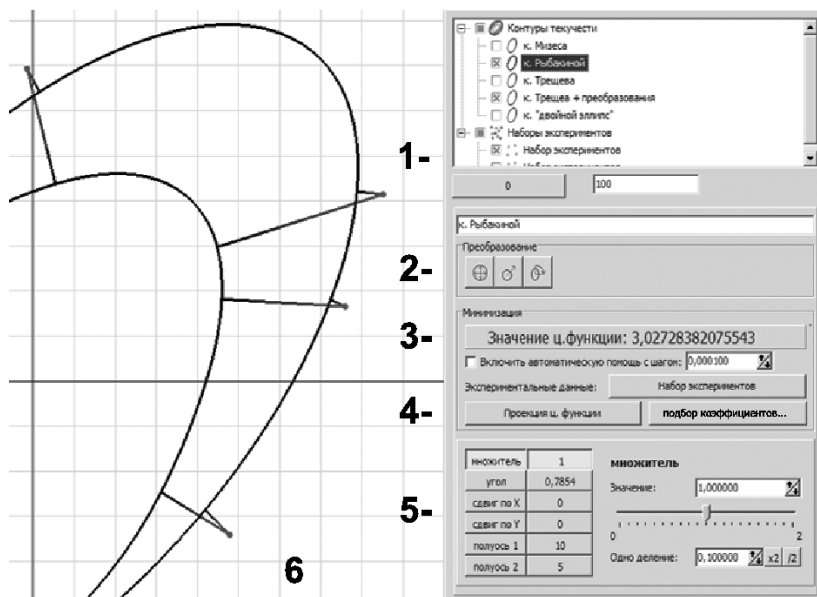 Контуры текучести
к. Мизеса
к. Рыбакиной
к. Трещева
к. Трещев + преобразования
к. "двойной эллипс"
Наборы экспериментов
Набор экспериментов
1-
0
100
к. Рыбакиной
Преобразование
2-
Минимизация
3-
Значение ц.функции: 3,02728382075543
Включить автоматическую помощь с шагом:
0,000100
Экспериментальные данные:
Набор экспериментов
4-
Проекция ц. функции
подбор коэффициентов...
множитель
1
множитель
угол
0,7854
Значение:
1,000000
5-
сдвиг по X
0
сдвиг по Y
0
0
2
полуось 1
10
Одно деление:
0,100000
x2
/2
полуось 2
5
6